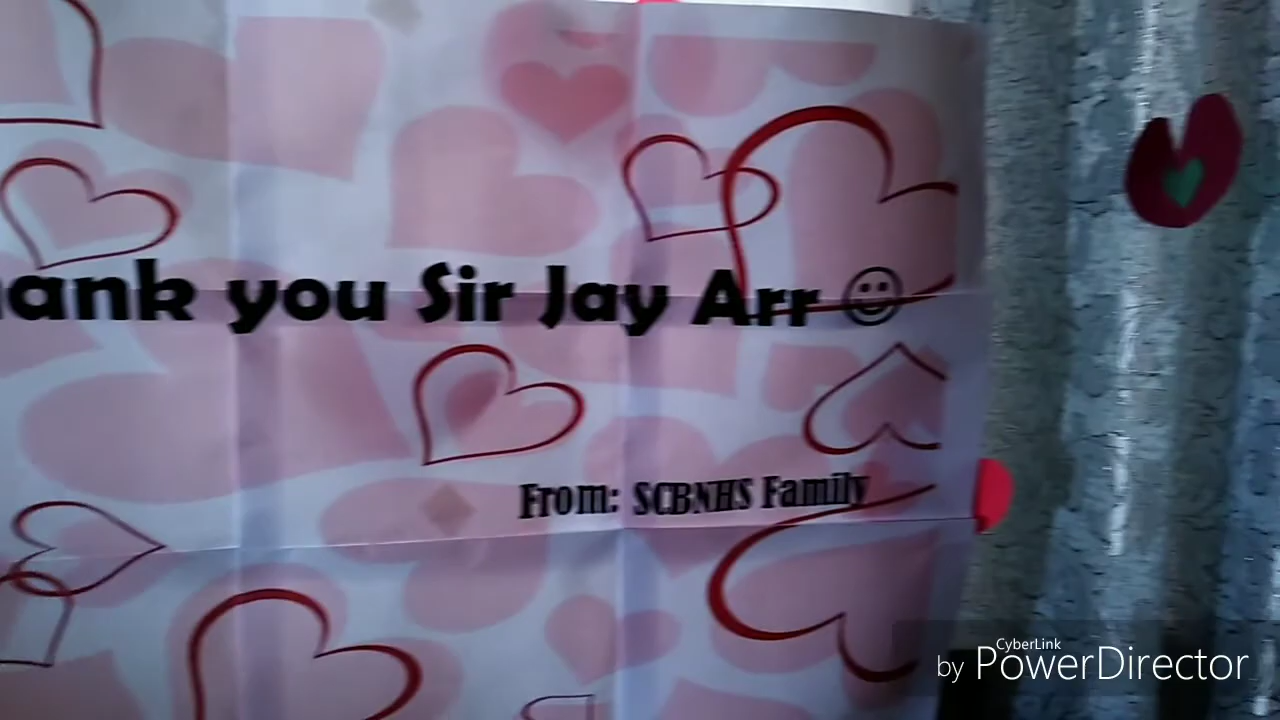 ank you Sir Jay Arr ☺
From: SCBNHS Family
CyberLink
by PowerDirector